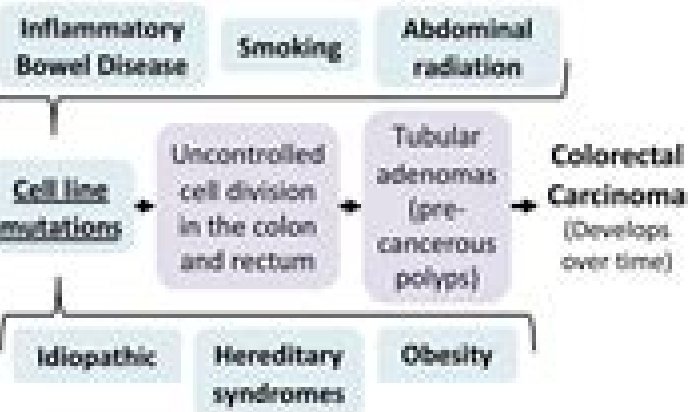 Inflammatory
Bowel Disease
Smoking
Abdominal
radiation
Cell line
mutations
Uncontrolled
cell division
in the colon
and rectum
Tubular
adenomas
(pre-
cancerous
polyps)
Colorectal
Carcinoma
(Develops
over time)
Idiopathic
Hereditary
syndromes
Obesity